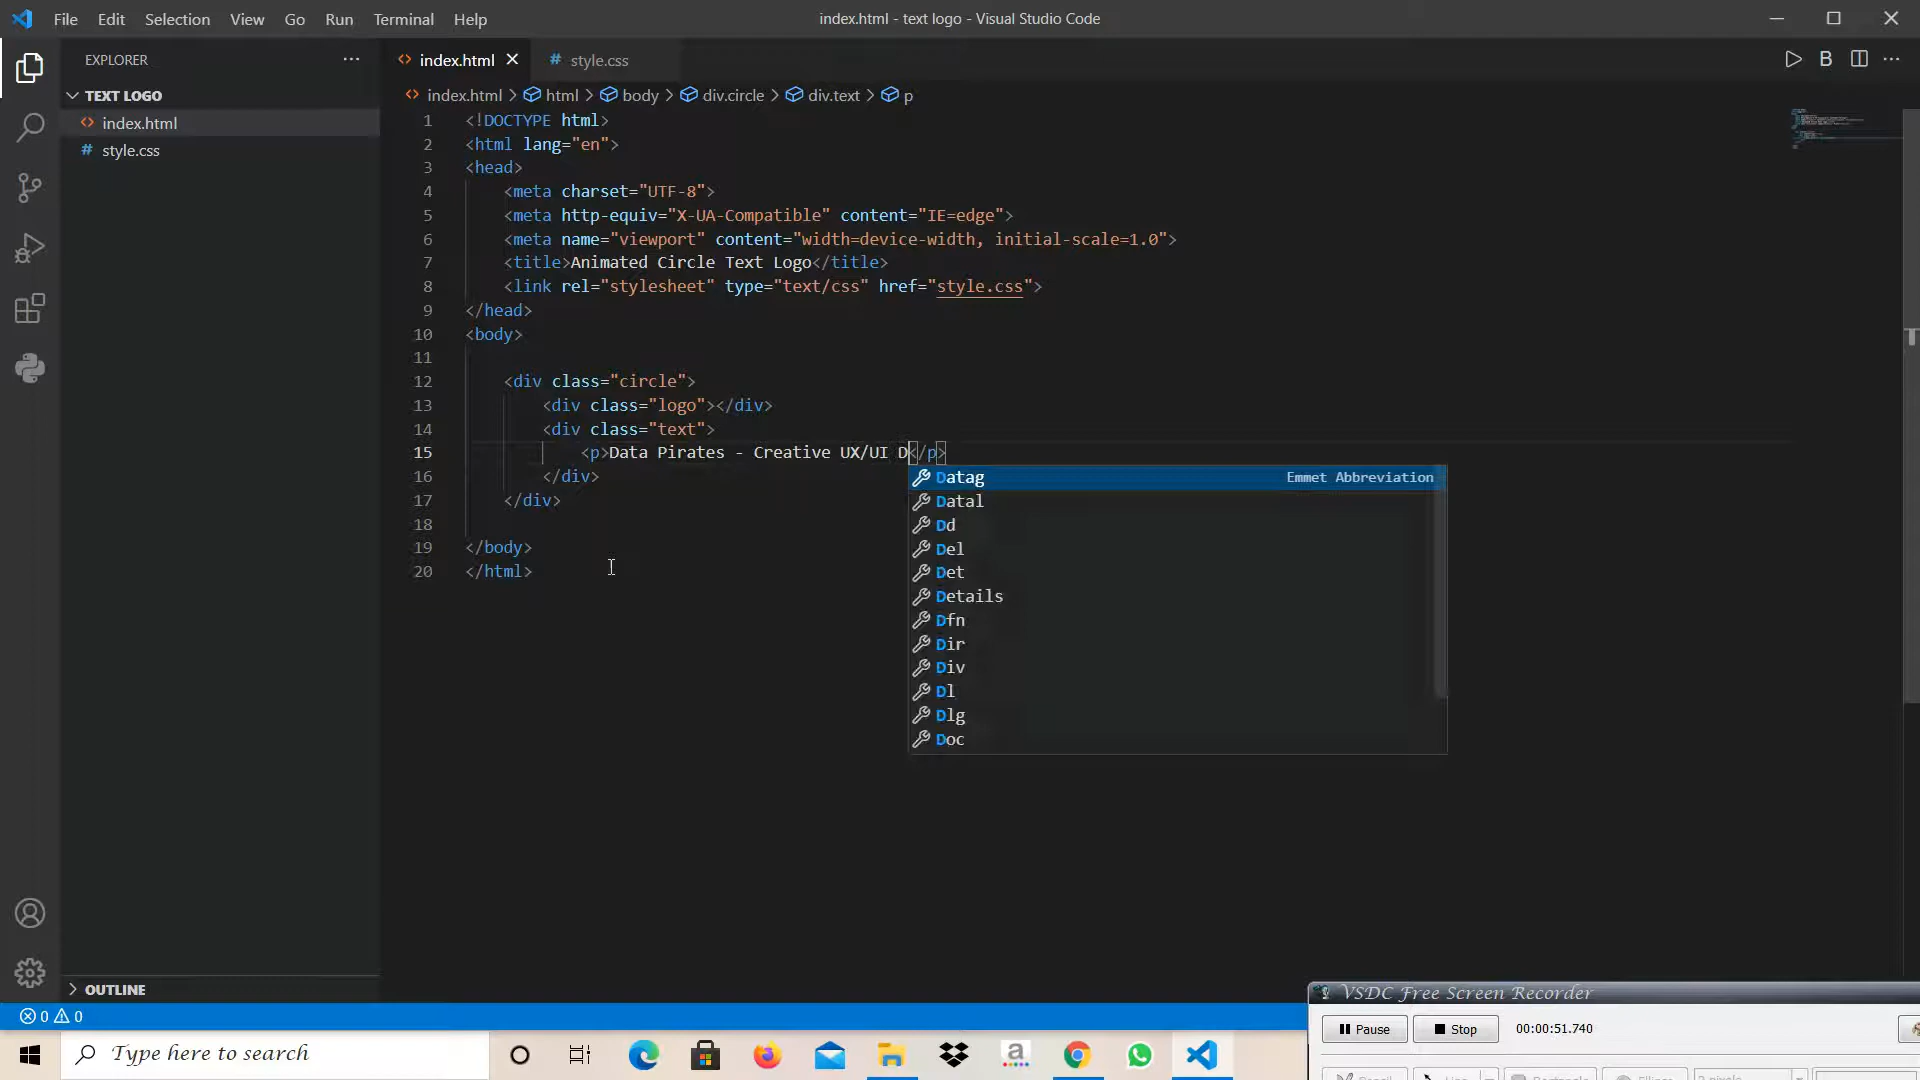 File Edit Selection View Go Run Terminal Help
index.html - text logo - Visual Studio Code
EXPLORER
TEXT LOGO
index.html
style.css
index.html
style.css
index.html > html > body > div.circle > div.text > p
1 <!DOCTYPE html>
2 <html lang="en">
3 <head>
4 <meta charset="UTF-8">
5 <meta http-equiv="X-UA-Compatible" content="IE=edge">
6 <meta name="viewport" content="width=device-width, initial-scale=1.0">
7 <title>Animated Circle Text Logo</title>
8 <link rel="stylesheet" type="text/css" href="style.css">
9 </head>
10 <body>
11
12 <div class="circle">
13 <div class="logo"></div>
14 <div class="text">
15 <p>Data Pirates - Creative UX/UI D</p>
16 </div>
17 </div>
18
19 </body>
20 </html>
Datag Emmet Abbreviation
Datal
Dd
Del
Det
Details
Dfn
Dir
Div
Dl
Dlg
Doc
OUTLINE
0 0
VSDC Free Screen Recorder
Pause Stop 00:00:51.740
Type here to search